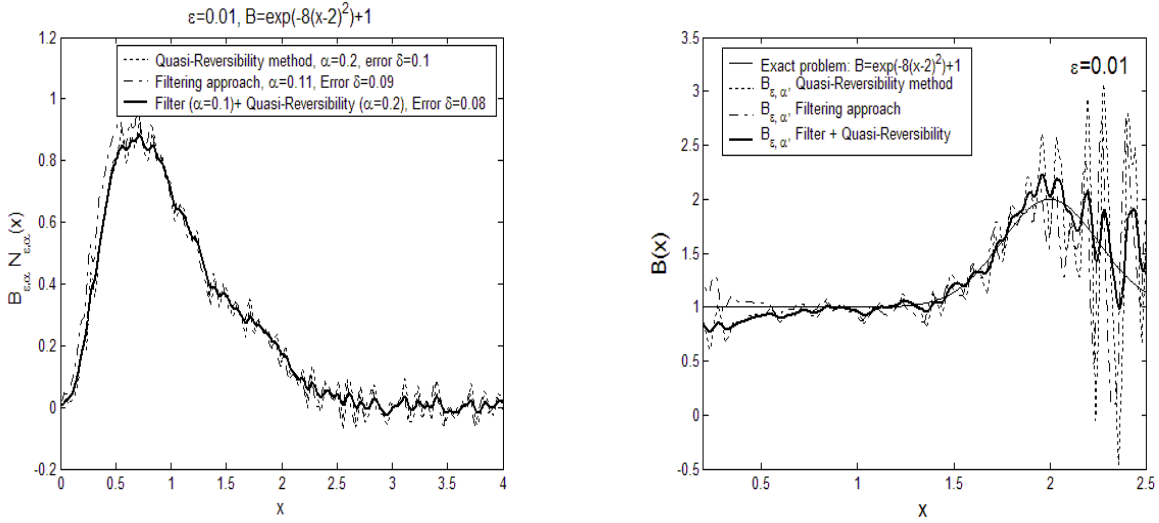 ε=0.01, B=exp(-8(x-2)²)+1
1.2
1
0.8
0.6
0.4
0.2
0
-0.2
B_{ε,α} N_{ε,α}(x)
Quasi-Reversibility method, α=0.2, error δ=0.1
Filtering approach, α=0.11, Error δ=0.09
Filter (α=0.1)+ Quasi-Reversibility (α=0.2), Error δ=0.08
0 0.5 1 1.5 2 2.5 3 3.5 4
x
3.5
3
2.5
2
1.5
1
0.5
0
-0.5
B(x)
Exact problem: B=exp(-8(x-2)²)+1
B_{ε, α}, Quasi-Reversibility method
B_{ε, α}, Filtering approach
B_{ε, α}, Filter + Quasi-Reversibility
ε=0.01
0.5 1 1.5 2 2.5
x